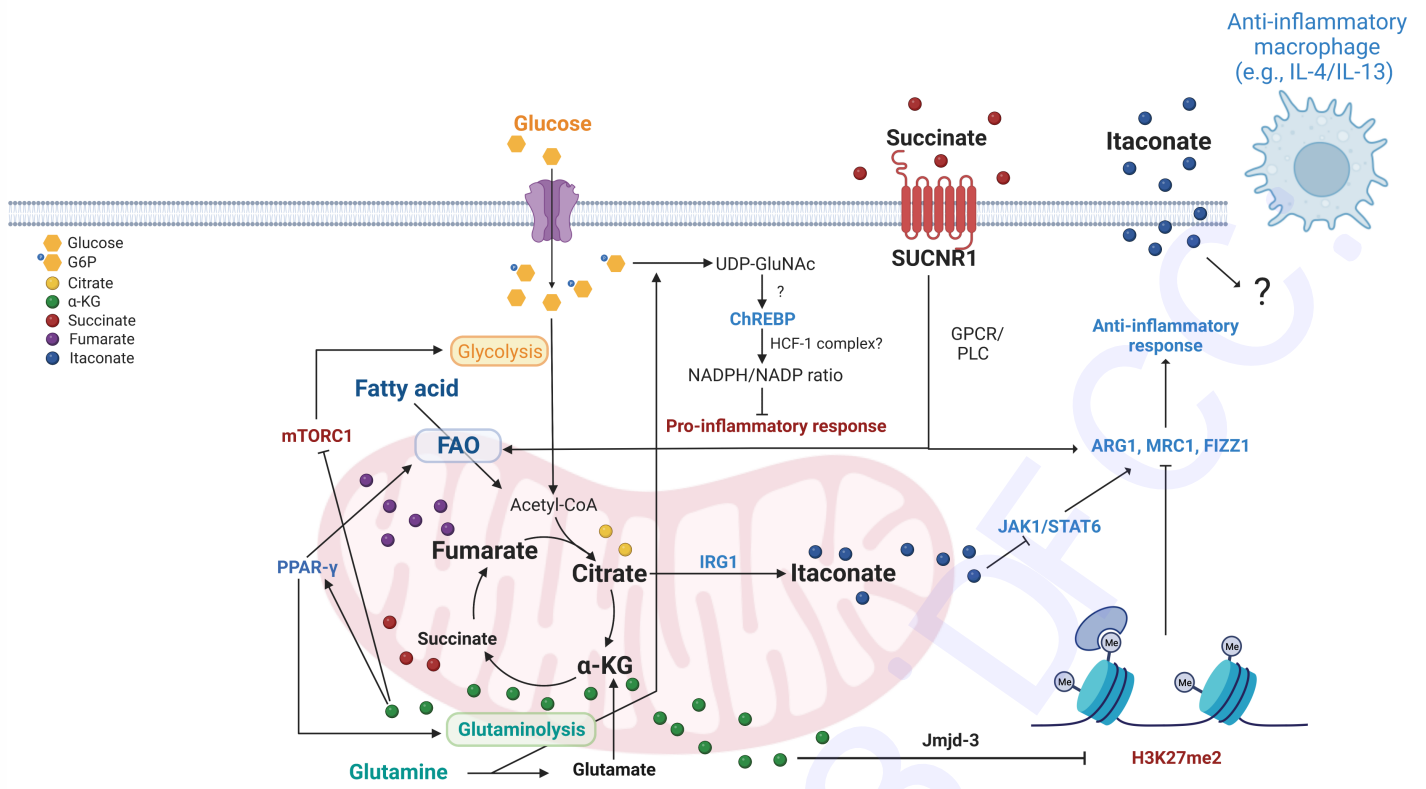 Anti-inflammatory
macrophage
(e.g., IL-4/IL-13)
Glucose
Succinate
Itaconate
Glucose
G6P
Citrate
α-KG
Succinate
Fumarate
Itaconate
P
P
P
P
UDP-GluNAc
?
ChREBP
HCF-1 complex?
NADPH/NADP ratio
Pro-inflammatory response
SUCNR1
GPCR/
PLC
?
Anti-inflammatory
response
Glycolysis
Fatty acid
mTORC1
FAO
ARG1, MRC1, FIZZ1
Acetyl-CoA
JAK1/STAT6
Fumarate
Citrate
IRG1
Itaconate
PPAR-γ
Succinate
α-KG
Me
Me
Me
Me
Glutaminolysis
Jmjd-3
Glutamine
Glutamate
H3K27me2